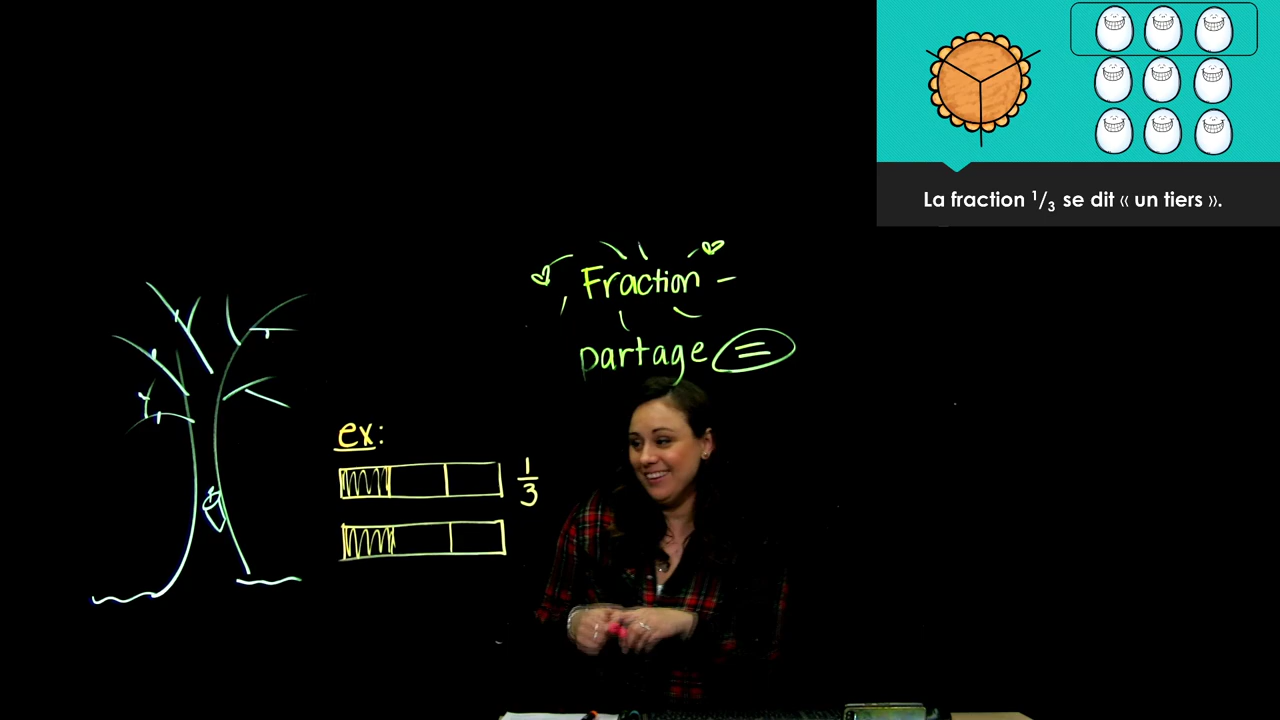 La fraction 1/3 se dit « un tiers ».
Fraction
partage =
ex:
1/3